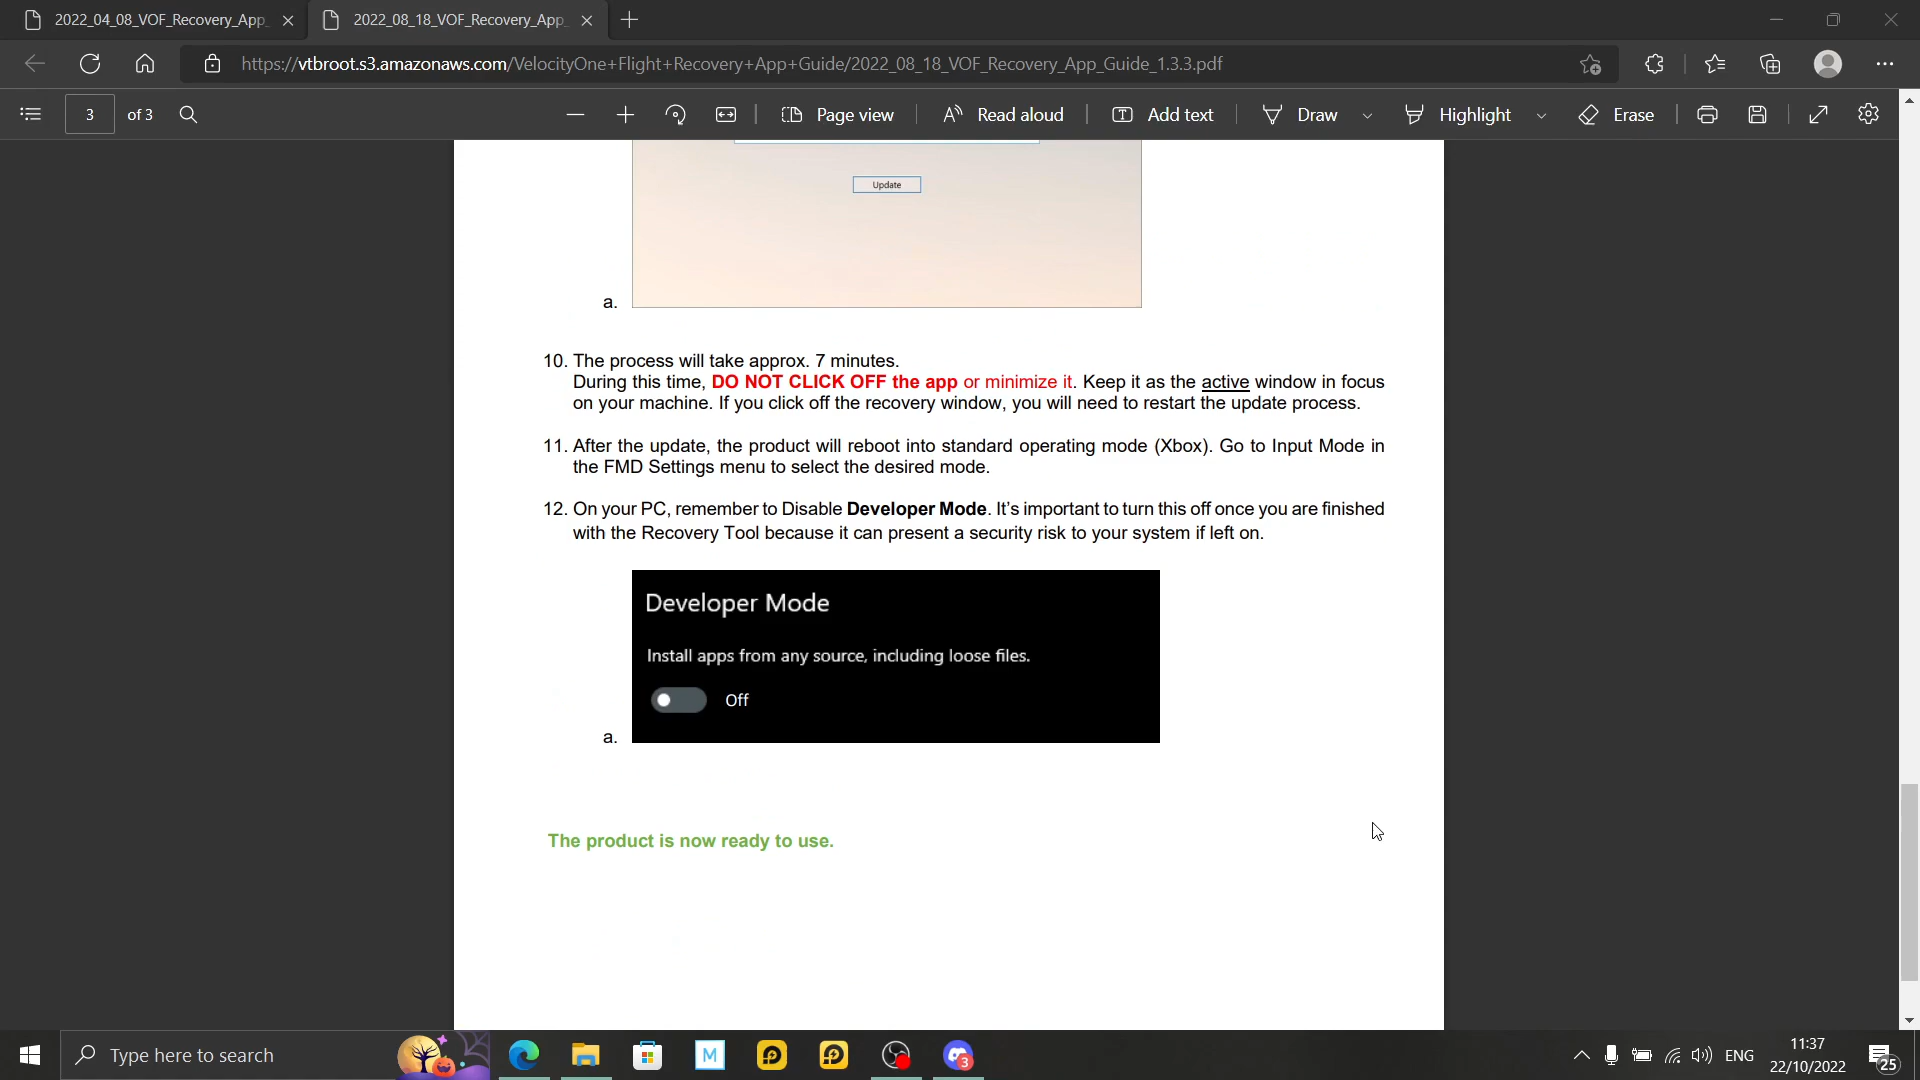 2022_04_08_VOF_Recovery_App_
2022_08_18_VOF_Recovery_App_
https://vtbroot.s3.amazonaws.com/VelocityOne+Flight+Recovery+App+Guide/2022_08_18_VOF_Recovery_App_Guide_1.3.3.pdf
3 of 3
Page view
Read aloud
Add text
Draw
Highlight
Erase
Update
a.
10. The process will take approx. 7 minutes.
During this time, DO NOT CLICK OFF the app or minimize it. Keep it as the active window in focus
on your machine. If you click off the recovery window, you will need to restart the update process.
11. After the update, the product will reboot into standard operating mode (Xbox). Go to Input Mode in
the FMD Settings menu to select the desired mode.
12. On your PC, remember to Disable Developer Mode. It's important to turn this off once you are finished
with the Recovery Tool because it can present a security risk to your system if left on.
Developer Mode
Install apps from any source, including loose files.
Off
a.
The product is now ready to use.
Type here to search
M
3
ENG
11:37
22/10/2022
25